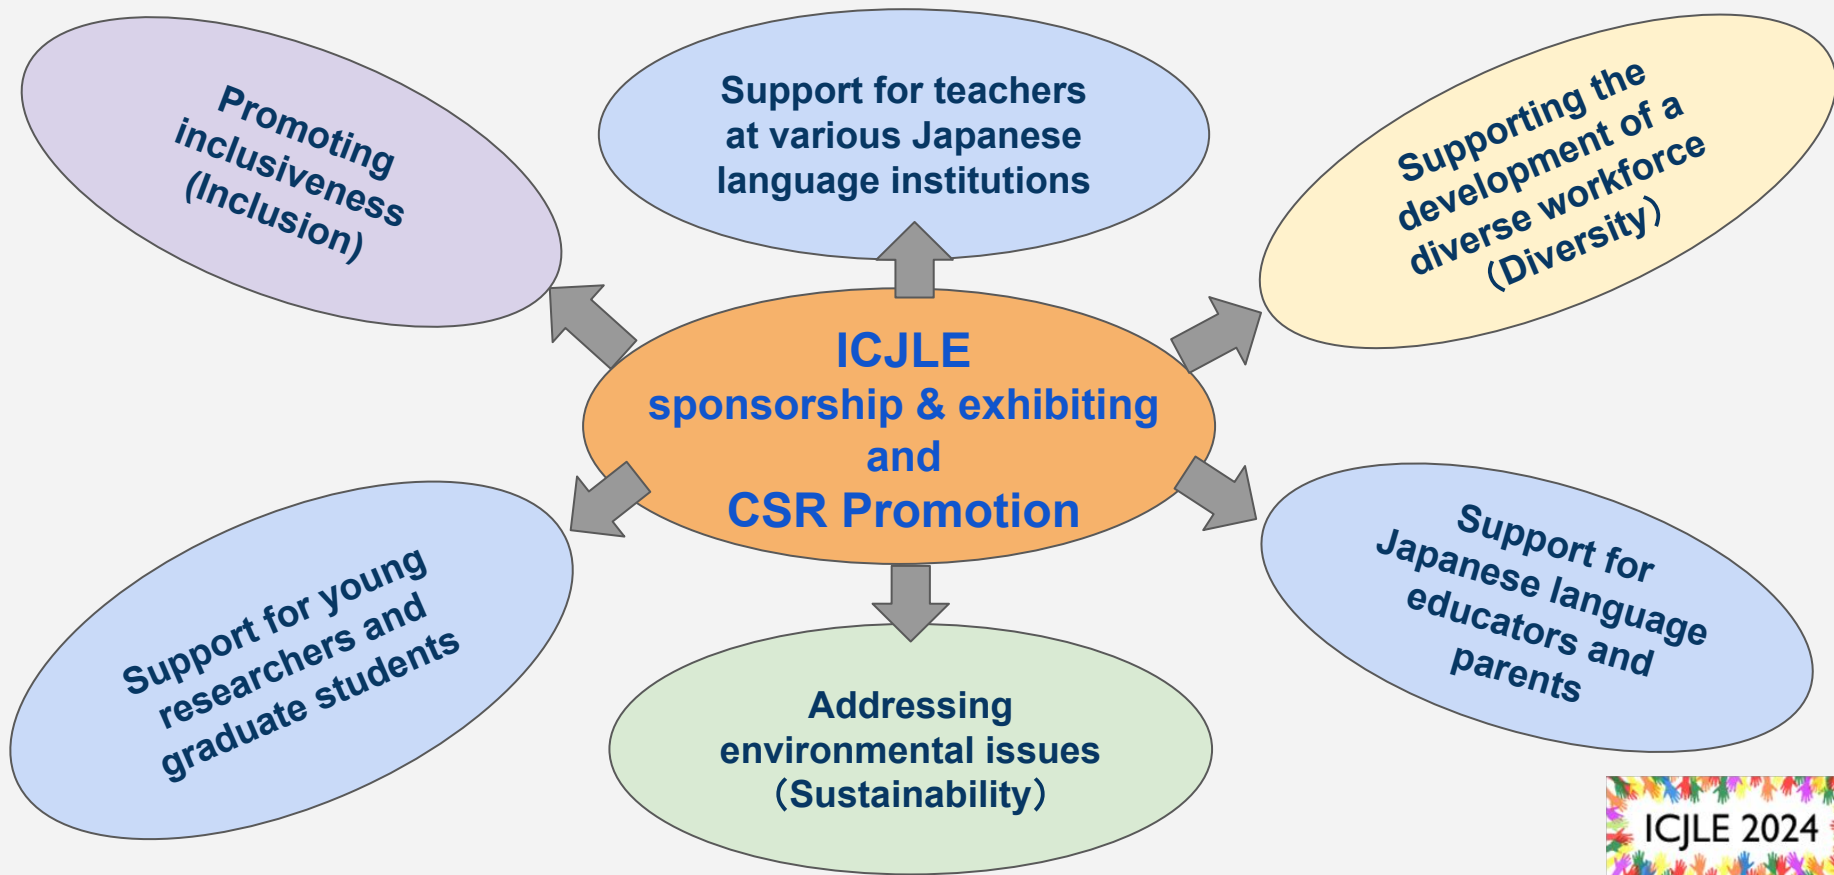 Promoting
inclusiveness
(Inclusion)
Support for teachers
at various Japanese
language institutions
Supporting the
development of a
diverse workforce
（Diversity）
ICJLE
sponsorship & exhibiting
and
CSR Promotion
Support for young
researchers and
graduate students
Addressing
environmental issues
（Sustainability）
Support for
Japanese language
educators and
parents
ICJLE 2024